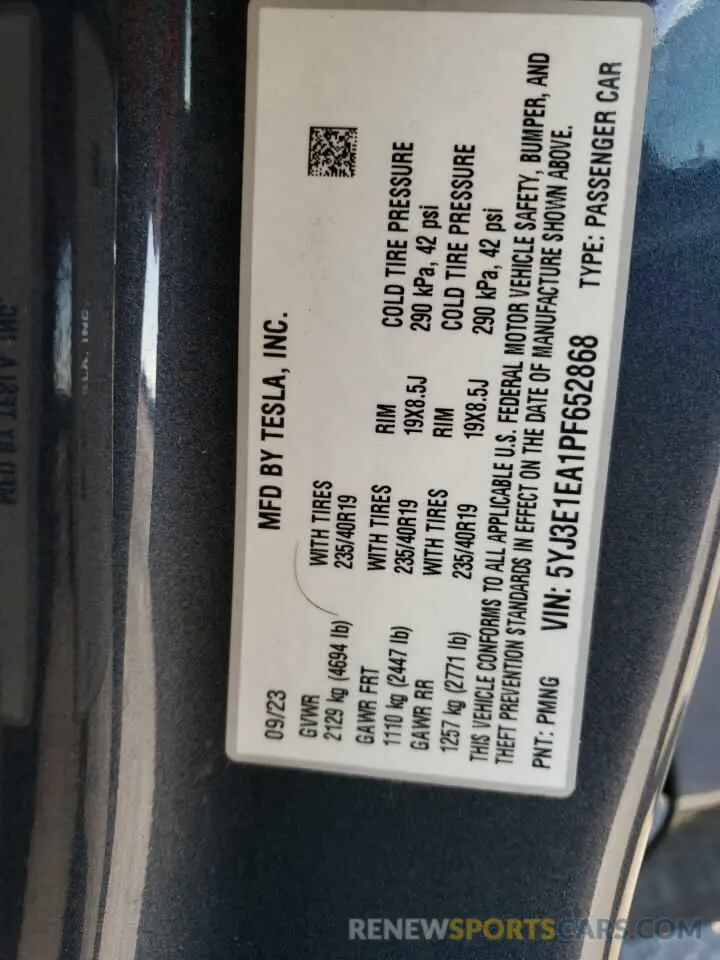 MFD BY TESLA, INC.
09/23
GVWR
2129 kg (4694 lb)
WITH TIRES
235/40R19
GAWR FRT
1110 kg (2447 lb)
WITH TIRES
235/40R19
RIM
19X8.5J
COLD TIRE PRESSURE
290 kPa, 42 psi
GAWR RR
1257 kg (2771 lb)
WITH TIRES
235/40R19
RIM
19X8.5J
COLD TIRE PRESSURE
290 kPa, 42 psi
THIS VEHICLE CONFORMS TO ALL APPLICABLE U.S. FEDERAL MOTOR VEHICLE SAFETY, BUMPER, AND
THEFT PREVENTION STANDARDS IN EFFECT ON THE DATE OF MANUFACTURE SHOWN ABOVE.
PNT: PMNG
VIN: 5YJ3E1EA1PF652868
TYPE: PASSENGER CAR
RENEWSPORTSCARS.COM